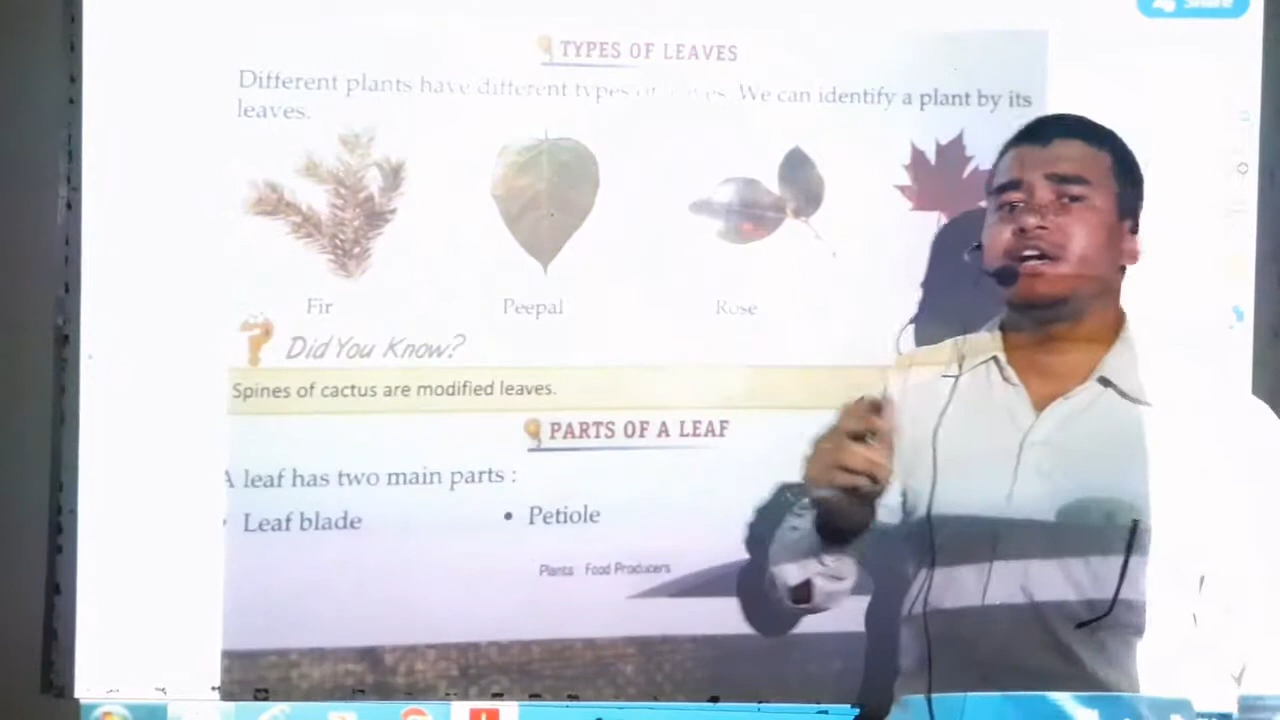 Share
TYPES OF LEAVES
Different plants have different types of leaves. We can identify a plant by its
leaves.
Fir
Peepal
Rose
Did You Know?
Spines of cactus are modified leaves.
PARTS OF A LEAF
A leaf has two main parts :
• Leaf blade
• Petiole
Plants : Food Producers